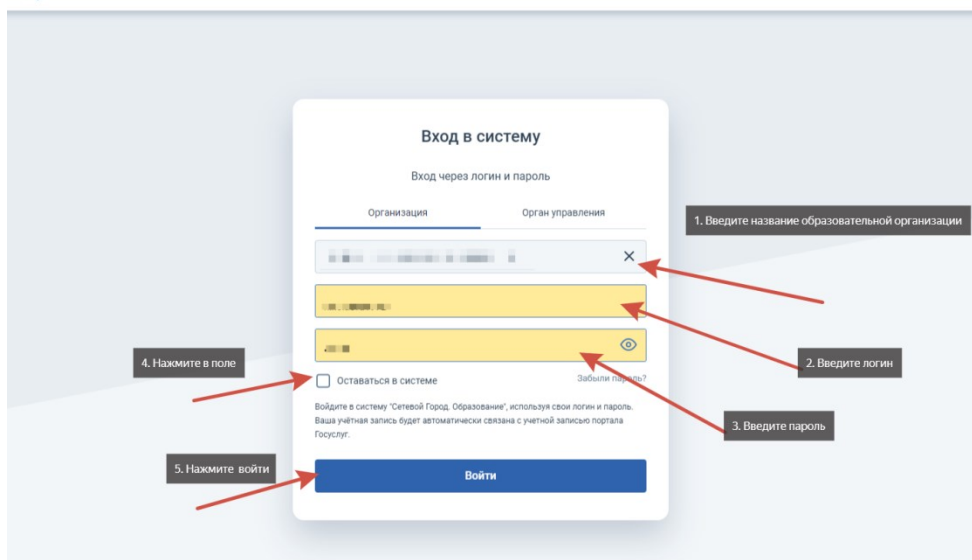 Вход в систему
Вход через логин и пароль
Организация
Орган управления
1. Введите название образовательной организации
2. Введите логин
4. Нажмите в поле
Оставаться в системе
Забыли пароль?
Войдите в систему "Сетевой Город. Образование", используя свои логин и пароль.
Ваша учётная запись будет автоматически связана с учетной записью портала
Госуслуг.
3. Введите пароль
5. Нажмите войти
Войти